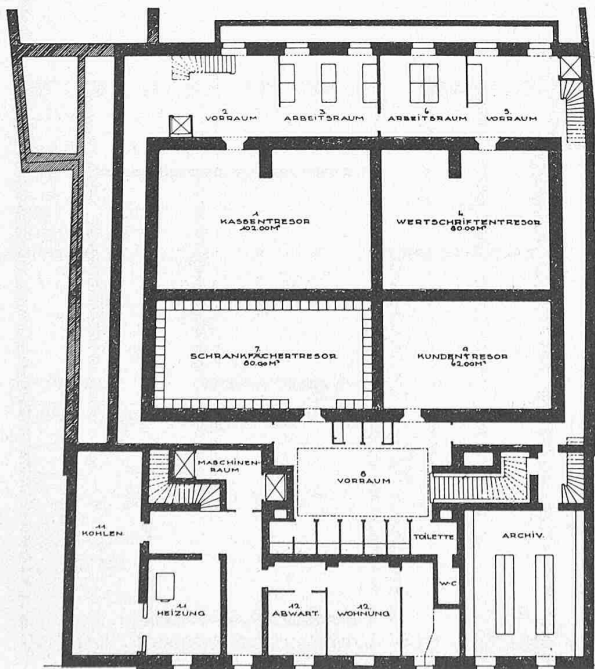 2
VORRAUM
3
ARBEITSRAUM
6
ARBEITSRAUM
5.
VORRAUM
1
KASSENTRESOR
102.00M²
4
WERTSCHRIFTENTRESOR
80.00M²
7
SCHRANKFÄCHERTRESOR
80.00M²
9
KUNDENTRESOR
62.00M²
MASCHINEN-
RAUM
8
VORRAUM
11
KOHLEN
TOILETTE
ARCHIV.
W-C
11
HEIZUNG
12
ABWART.
12
WOHNUNG